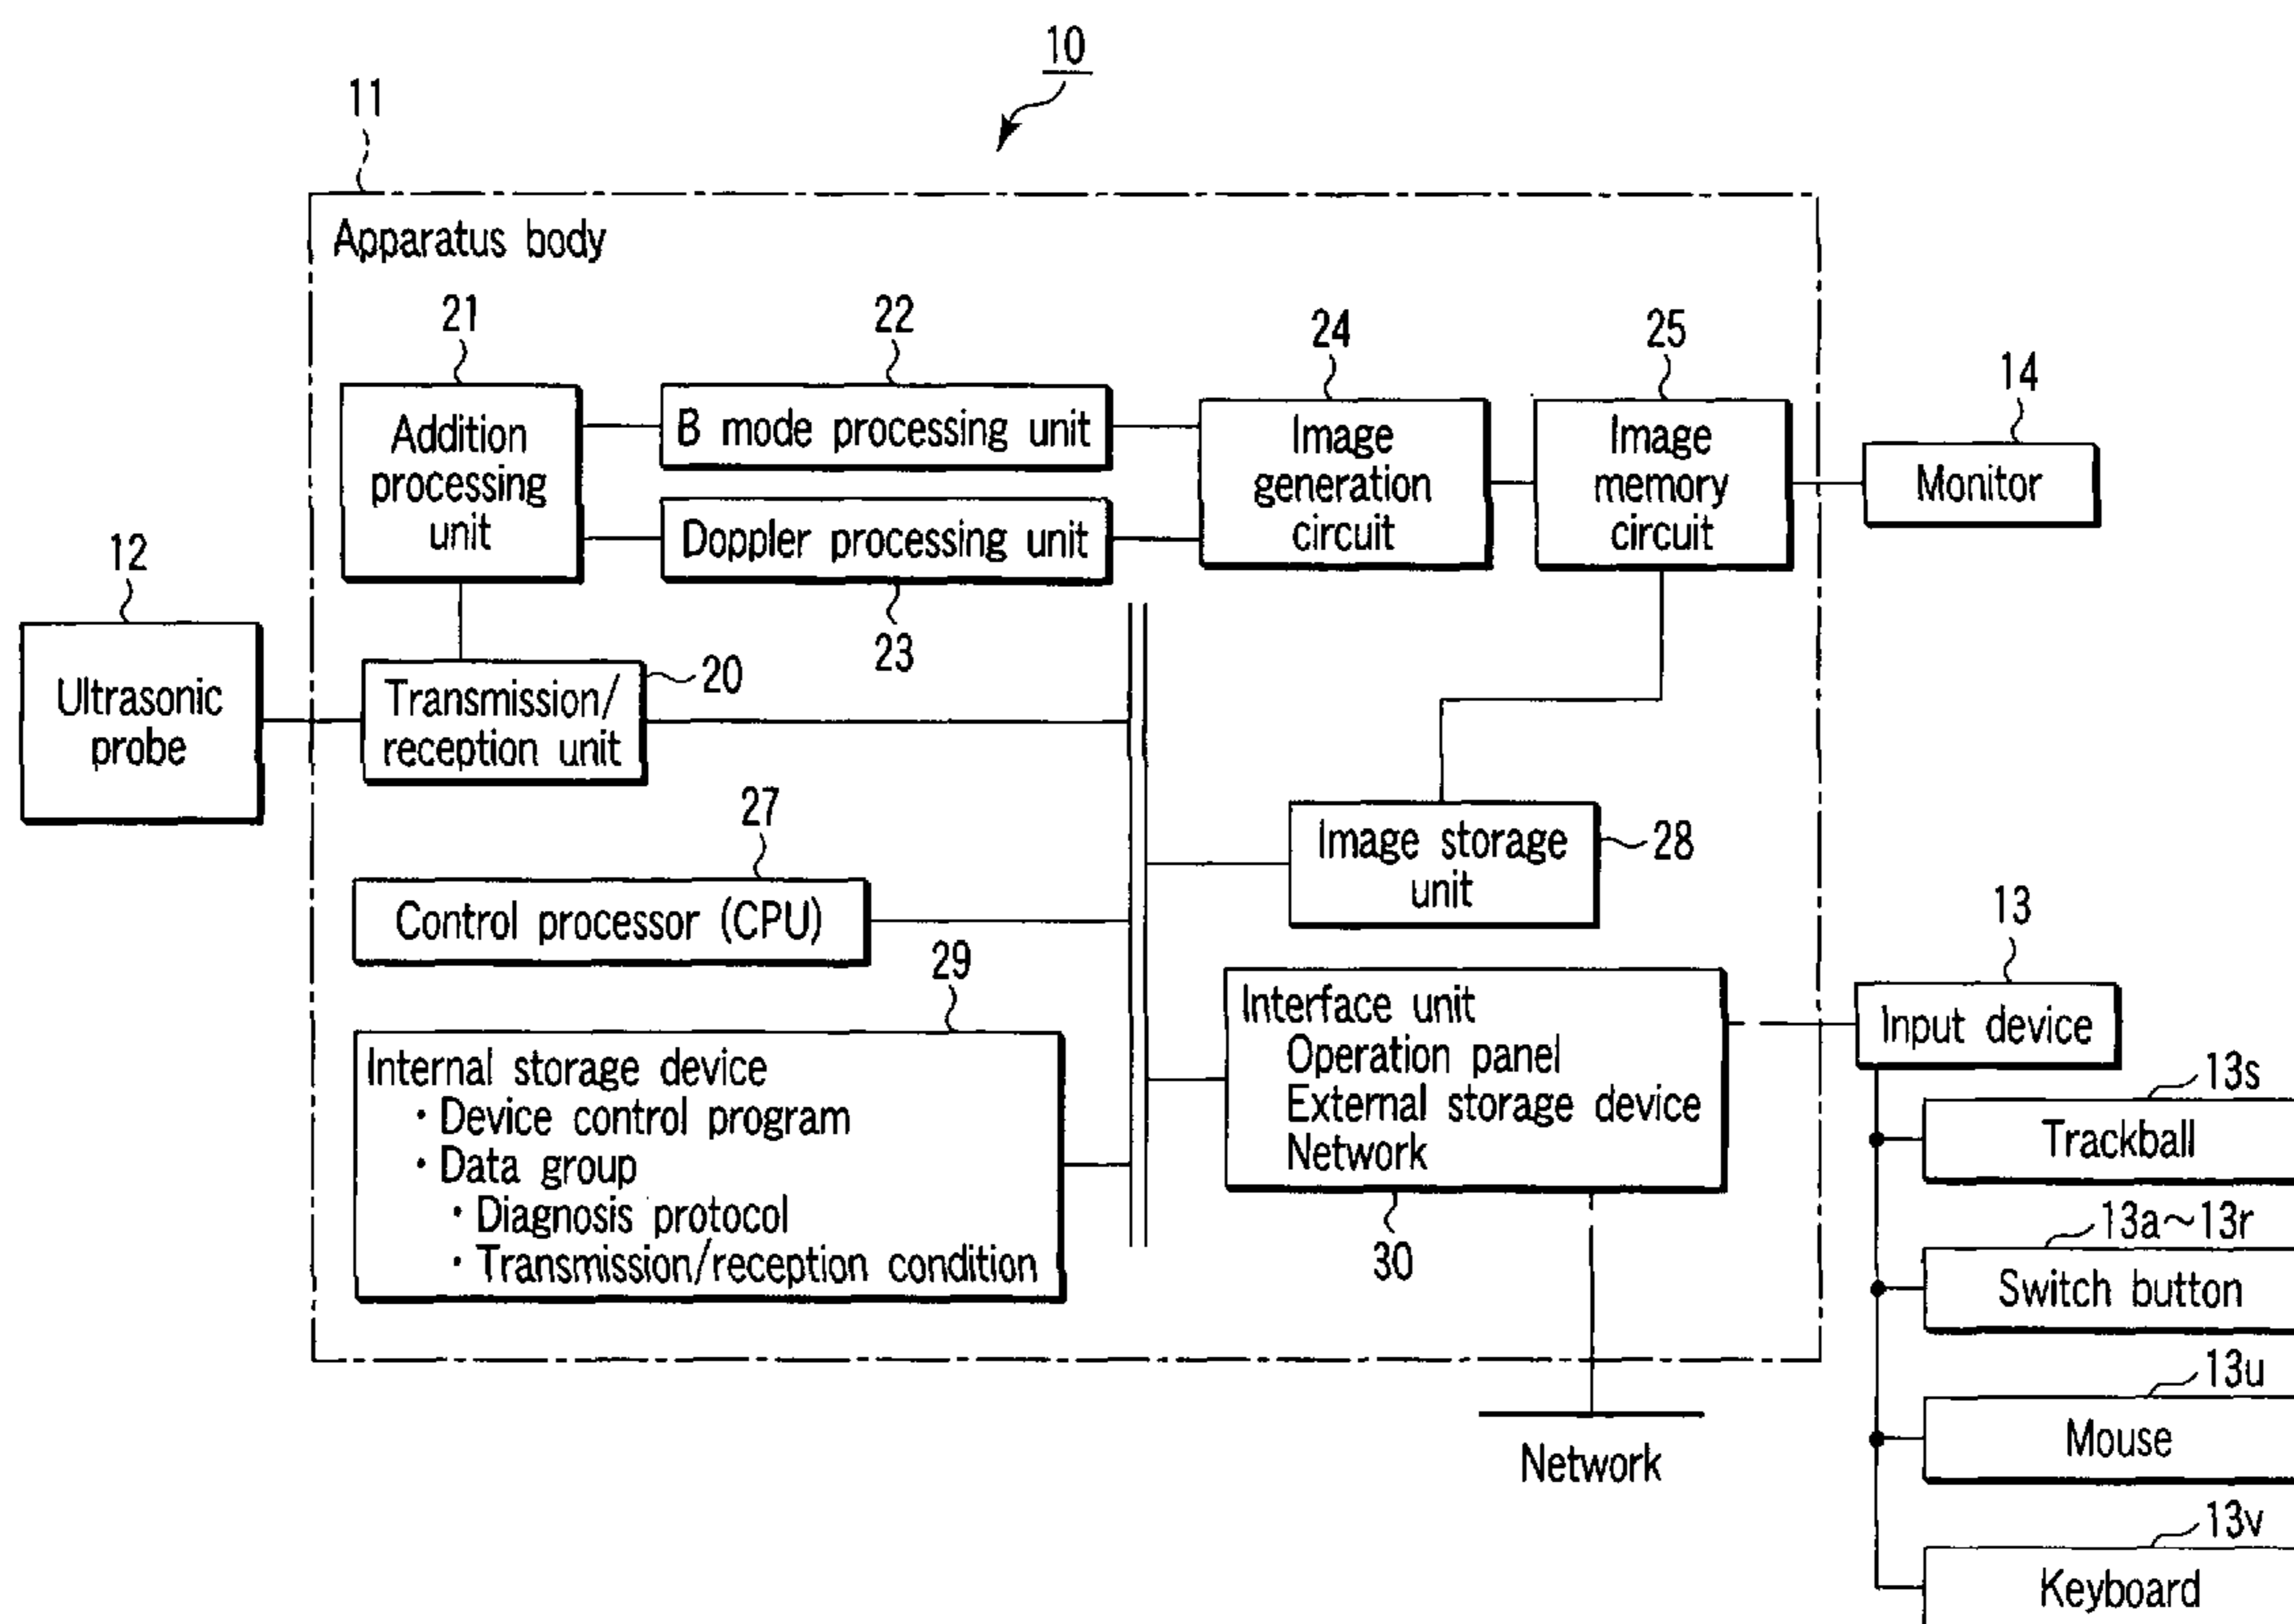 10
11
Apparatus body
21
22
24
25
14
Addition
processing
unit
B mode processing unit
Image
generation
circuit
Image
memory
circuit
Monitor
Doppler processing unit
12
23
Ultrasonic
probe
20
Transmission/
reception unit
27
Image storage
unit
28
Control processor (CPU)
29
13
Internal storage device
・Device control program
・Data group
・Diagnosis protocol
・Transmission/reception condition
Interface unit
Operation panel
External storage device
Network
30
Input device
13s
Trackball
13a~13r
Switch button
13u
Mouse
Network
13v
Keyboard